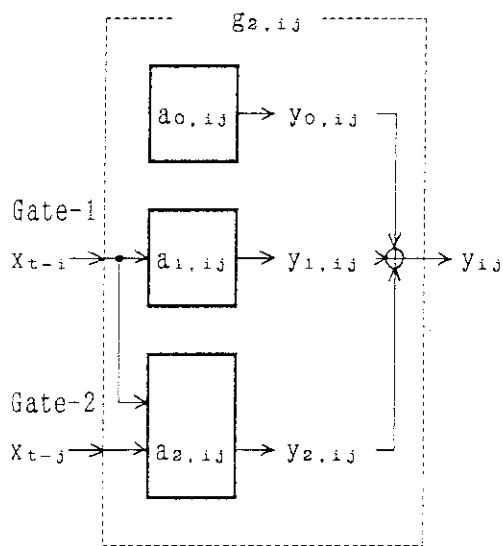 g2,ij
a0,ij
y0,ij
Gate-1
xt-i
a1,ij
y1,ij
yij
Gate-2
xt-j
a2,ij
y2,ij